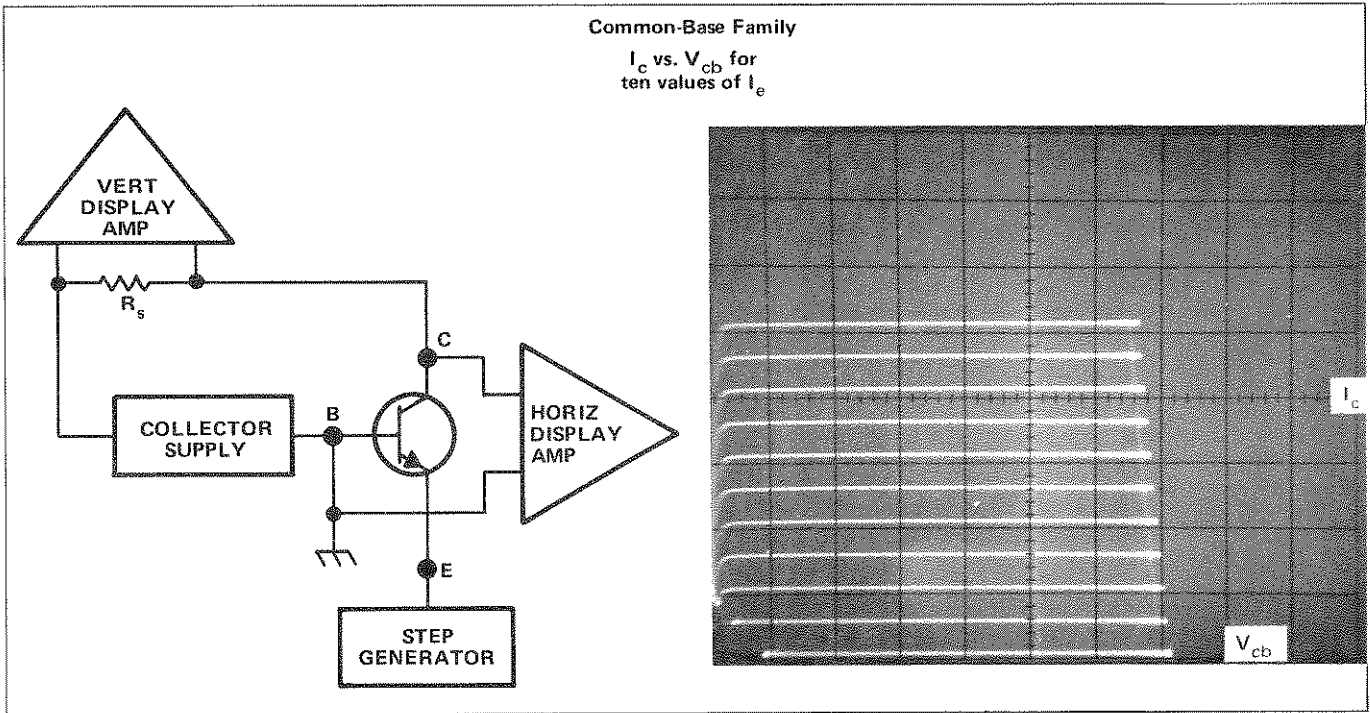 Common-Base Family
I_c vs. V_cb for
ten values of I_e
VERT
DISPLAY
AMP
R_s
C
B
COLLECTOR
SUPPLY
HORIZ
DISPLAY
AMP
E
STEP
GENERATOR
I_c
V_cb